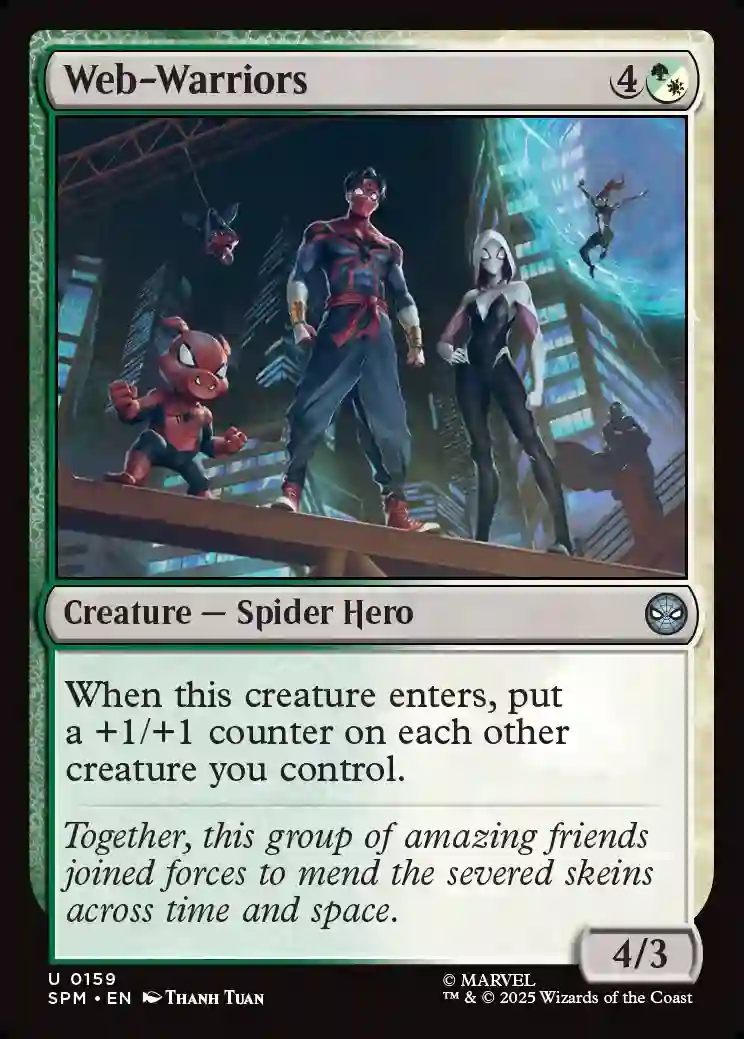 Web-Warriors 4
Creature — Spider Hero
When this creature enters, put
a +1/+1 counter on each other
creature you control.
Together, this group of amazing friends
joined forces to mend the severed skeins
across time and space.
4/3
U 0159
SPM • EN Thanh Tuan
© MARVEL
™ & © 2025 Wizards of the Coast